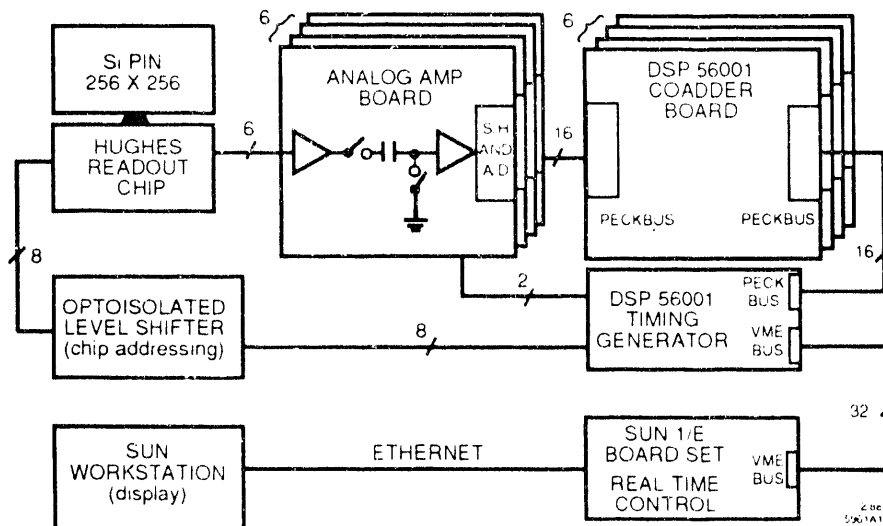 Si PIN
256 X 256
HUGHES
READOUT
CHIP
6
6
ANALOG AMP
BOARD
S/H
AND
A/D
16
6
DSP 56001
COADDER
BOARD
PECKBUS
PECKBUS
16
8
OPTOISOLATED
LEVEL SHIFTER
(chip addressing)
2
8
DSP 56001
TIMING
GENERATOR
PECK
BUS
VME
BUS
32
SUN
WORKSTATION
(display)
ETHERNET
SUN 1/E
BOARD SET
REAL TIME
CONTROL
VME
BUS